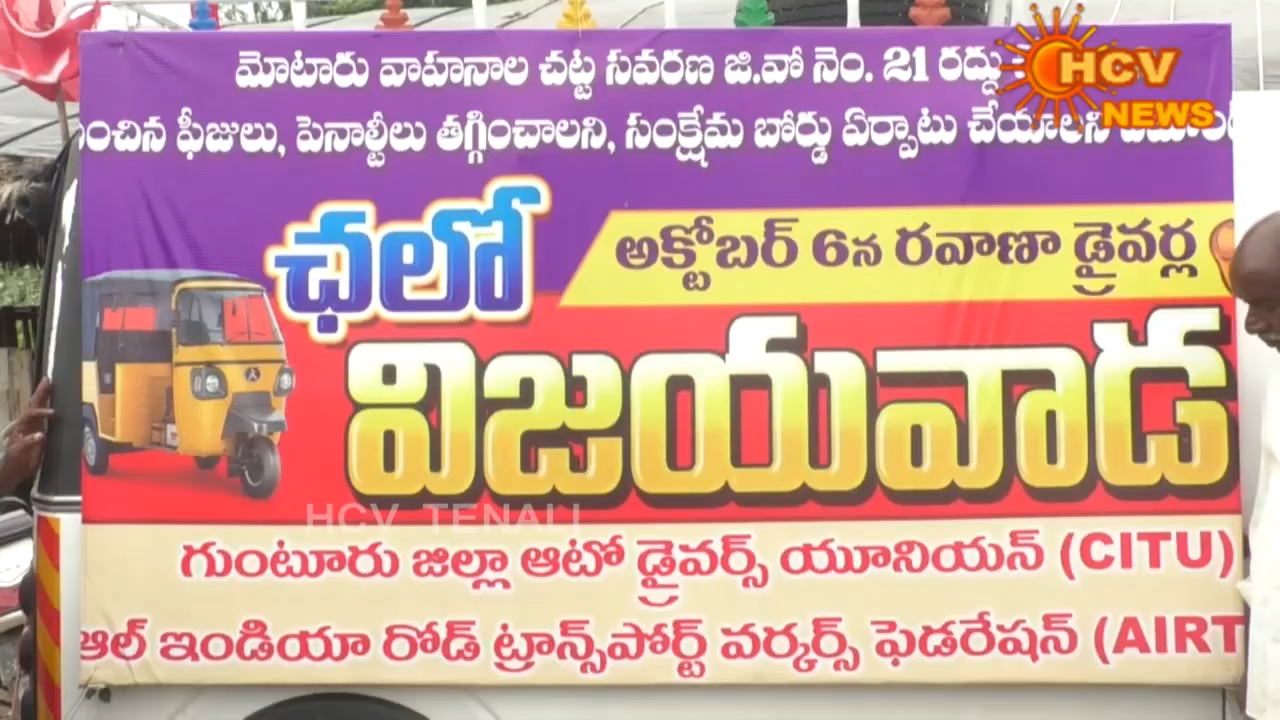 మోటారు వాహనాల చట్ట సవరణ జి.వో నెం. 21 రద్దు
HCV
NEWS
ఫీజులు, పెనాల్టీలు తగ్గించాలని, సంక్షేమ బోర్డు ఏర్పాటు చేయాలని
ఛలో
అక్టోబర్ 6న రవాణా డ్రైవర్ల
విజయవాడ
HCV TENALI
గుంటూరు జిల్లా ఆటో డ్రైవర్స్ యూనియన్ (CITU)
ఆల్ ఇండియా రోడ్ ట్రాన్స్‌పోర్ట్ వర్కర్స్ ఫెడరేషన్ (AIRT